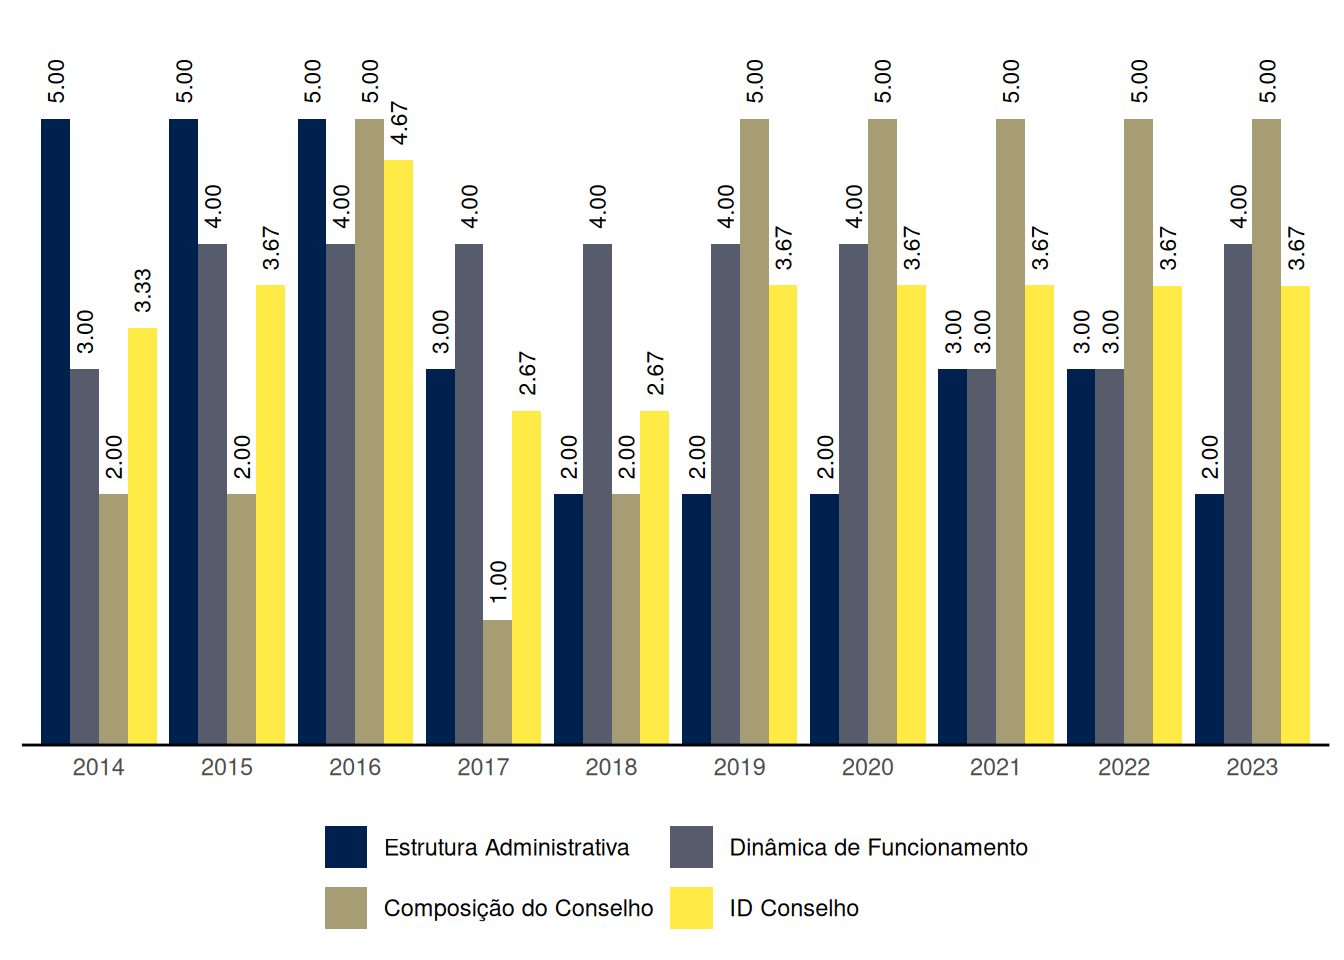 5.00 3.00 2.00 3.33 5.00 4.00 2.00 3.67 5.00 4.00 5.00 4.67 3.00 4.00 1.00 2.67 2.00 4.00 2.00 2.67 2.00 4.00 5.00 3.67 2.00 4.00 5.00 3.67 3.00 3.00 5.00 3.67 3.00 3.00 5.00 3.67 2.00 4.00 5.00 3.67
2014 2015 2016 2017 2018 2019 2020 2021 2022 2023
Estrutura Administrativa Dinâmica de Funcionamento
Composição do Conselho ID Conselho